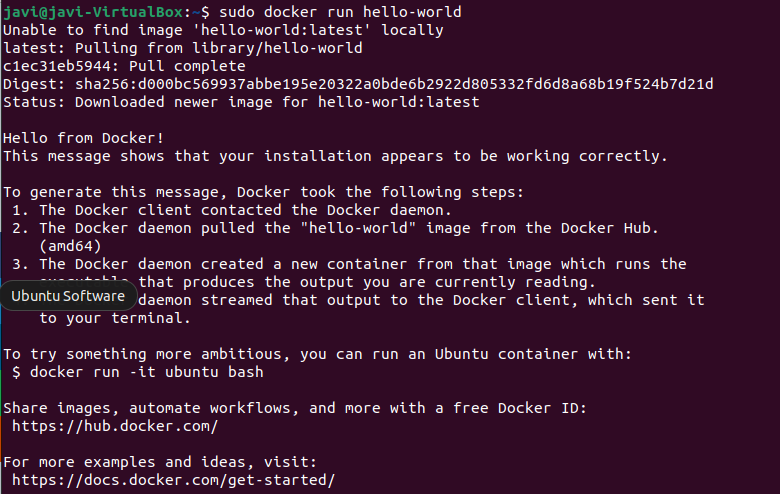 javi@javi-VirtualBox:~$ sudo docker run hello-world
Unable to find image 'hello-world:latest' locally
latest: Pulling from library/hello-world
c1ec31eb5944: Pull complete
Digest: sha256:d000bc569937abbe195e20322a0bde6b2922d805332fd6d8a68b19f524b7d21d
Status: Downloaded newer image for hello-world:latest
Hello from Docker!
This message shows that your installation appears to be working correctly.
To generate this message, Docker took the following steps:
1. The Docker client contacted the Docker daemon.
2. The Docker daemon pulled the "hello-world" image from the Docker Hub.
(amd64)
3. The Docker daemon created a new container from that image which runs the
that produces the output you are currently reading.
Ubuntu Software
daemon streamed that output to the Docker client, which sent it
to your terminal.
To try something more ambitious, you can run an Ubuntu container with:
$ docker run -it ubuntu bash
Share images, automate workflows, and more with a free Docker ID:
https://hub.docker.com/
For more examples and ideas, visit:
https://docs.docker.com/get-started/